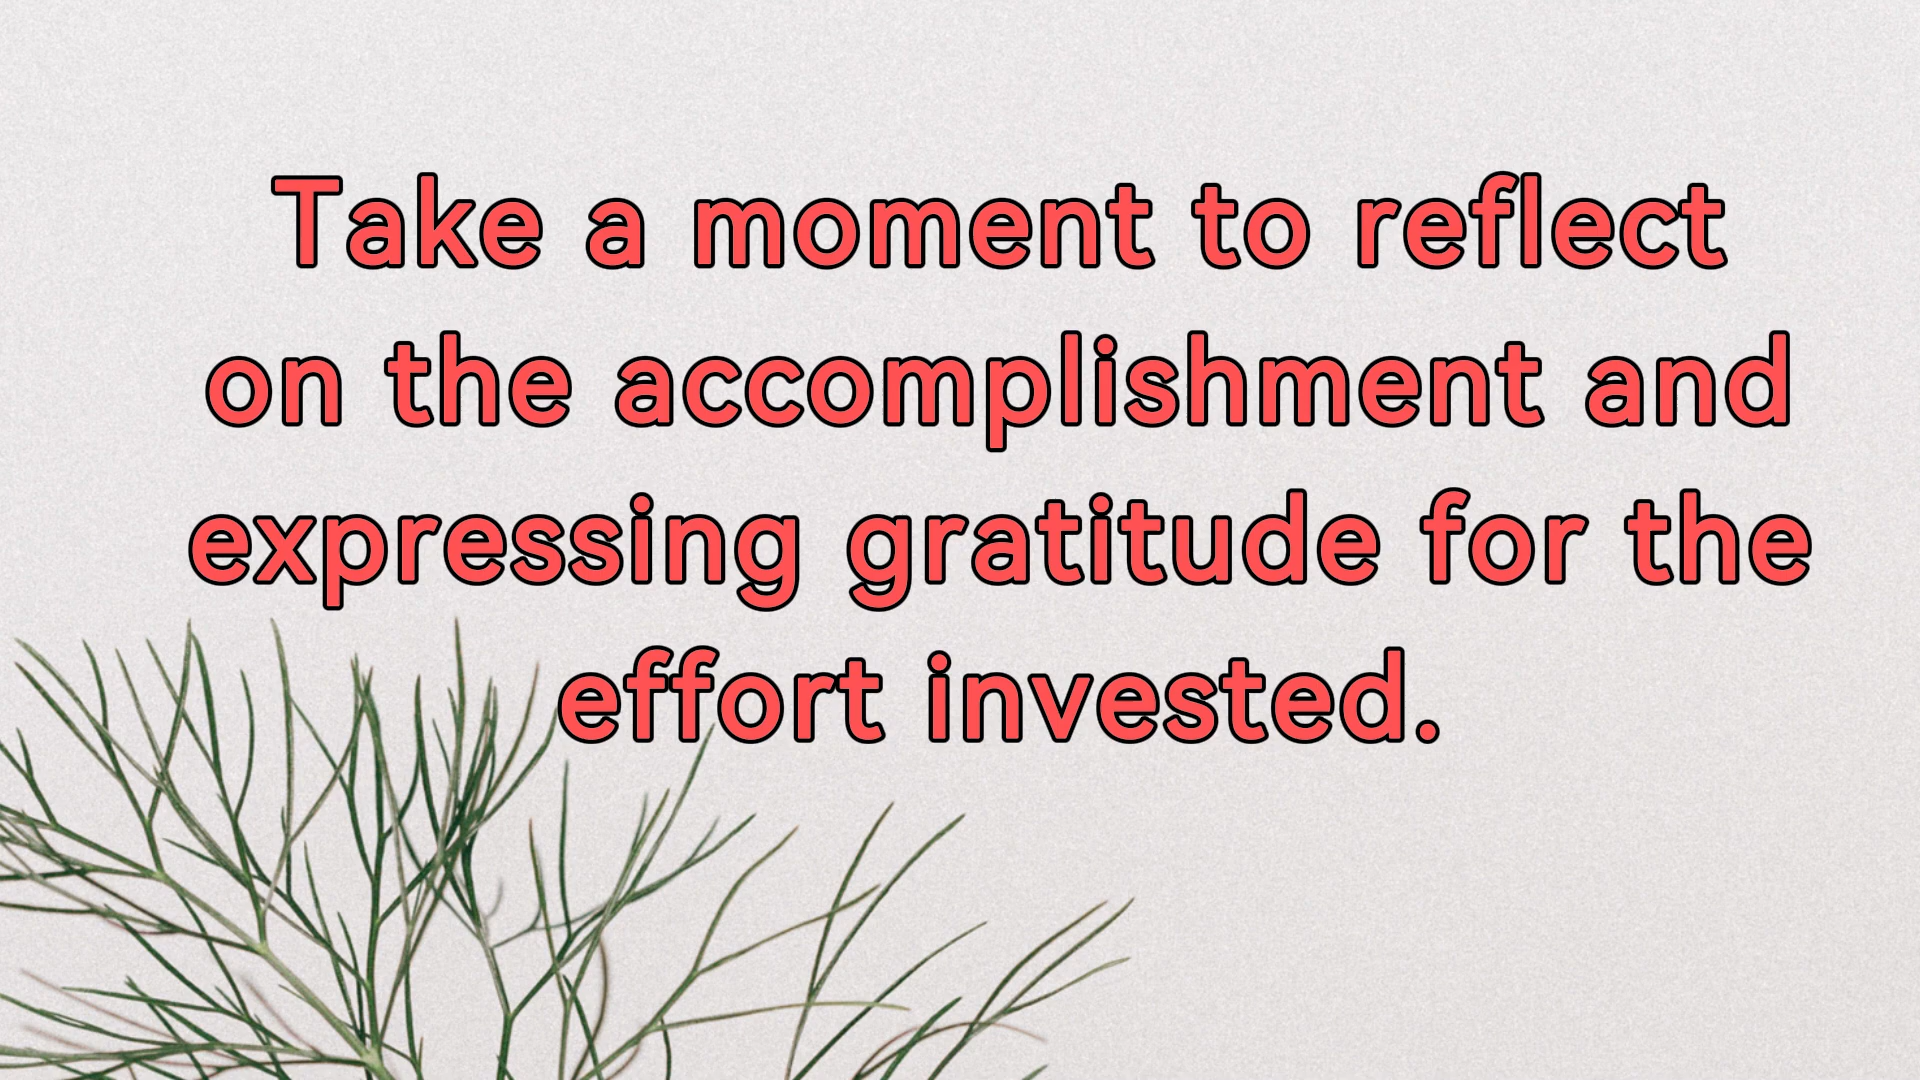 Take a moment to reflect
on the accomplishment and
expressing gratitude for the
effort invested.